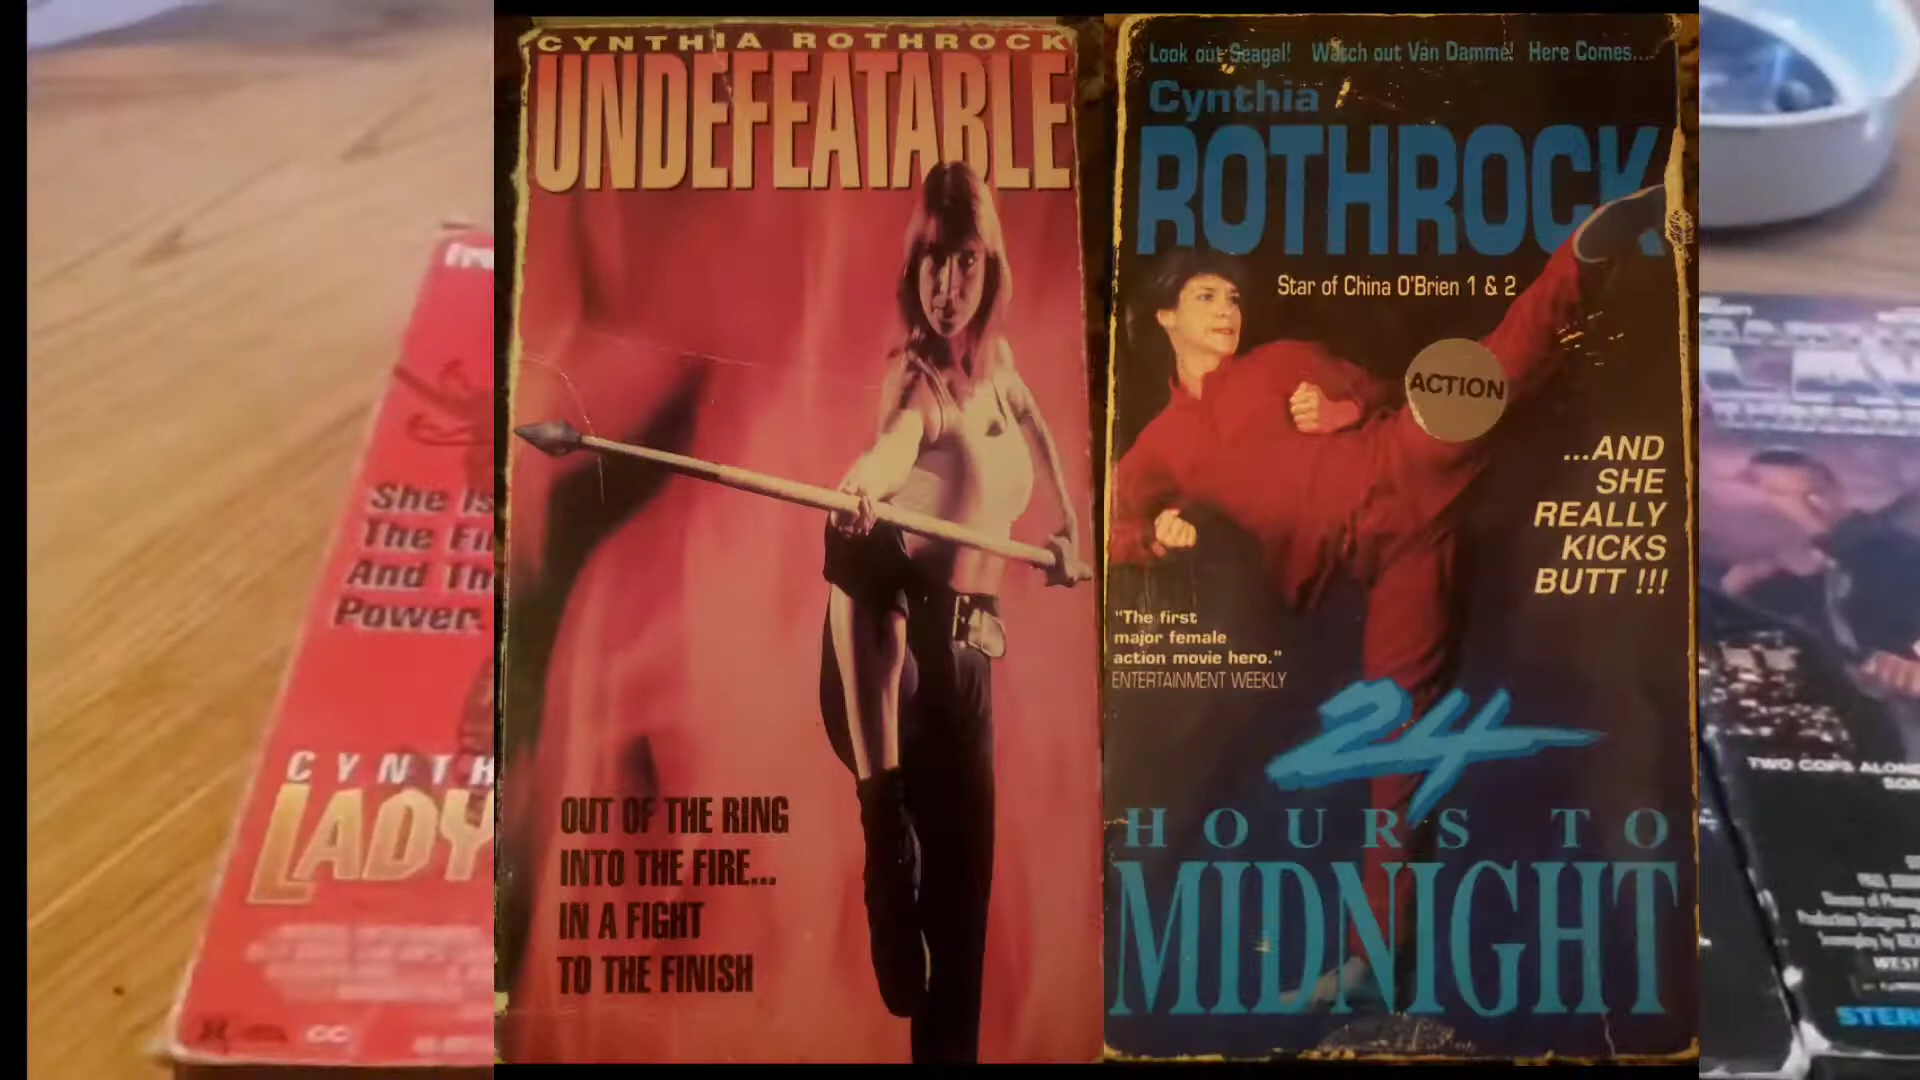 She Is
The Fi
And Th
Power.
CYNTH
LADY
CC
CYNTHIA ROTHROCK
UNDEFEATABLE
OUT OF THE RING
INTO THE FIRE...
IN A FIGHT
TO THE FINISH
Look out Seagal! Watch out Van Damme! Here Comes....
Cynthia
ROTHROCK
Star of China O'Brien 1 & 2
ACTION
...AND
SHE
REALLY
KICKS
BUTT !!!
"The first
major female
action movie hero."
ENTERTAINMENT WEEKLY
24
HOURS TO
MIDNIGHT
TWO COPS ALONE
WEST
STER